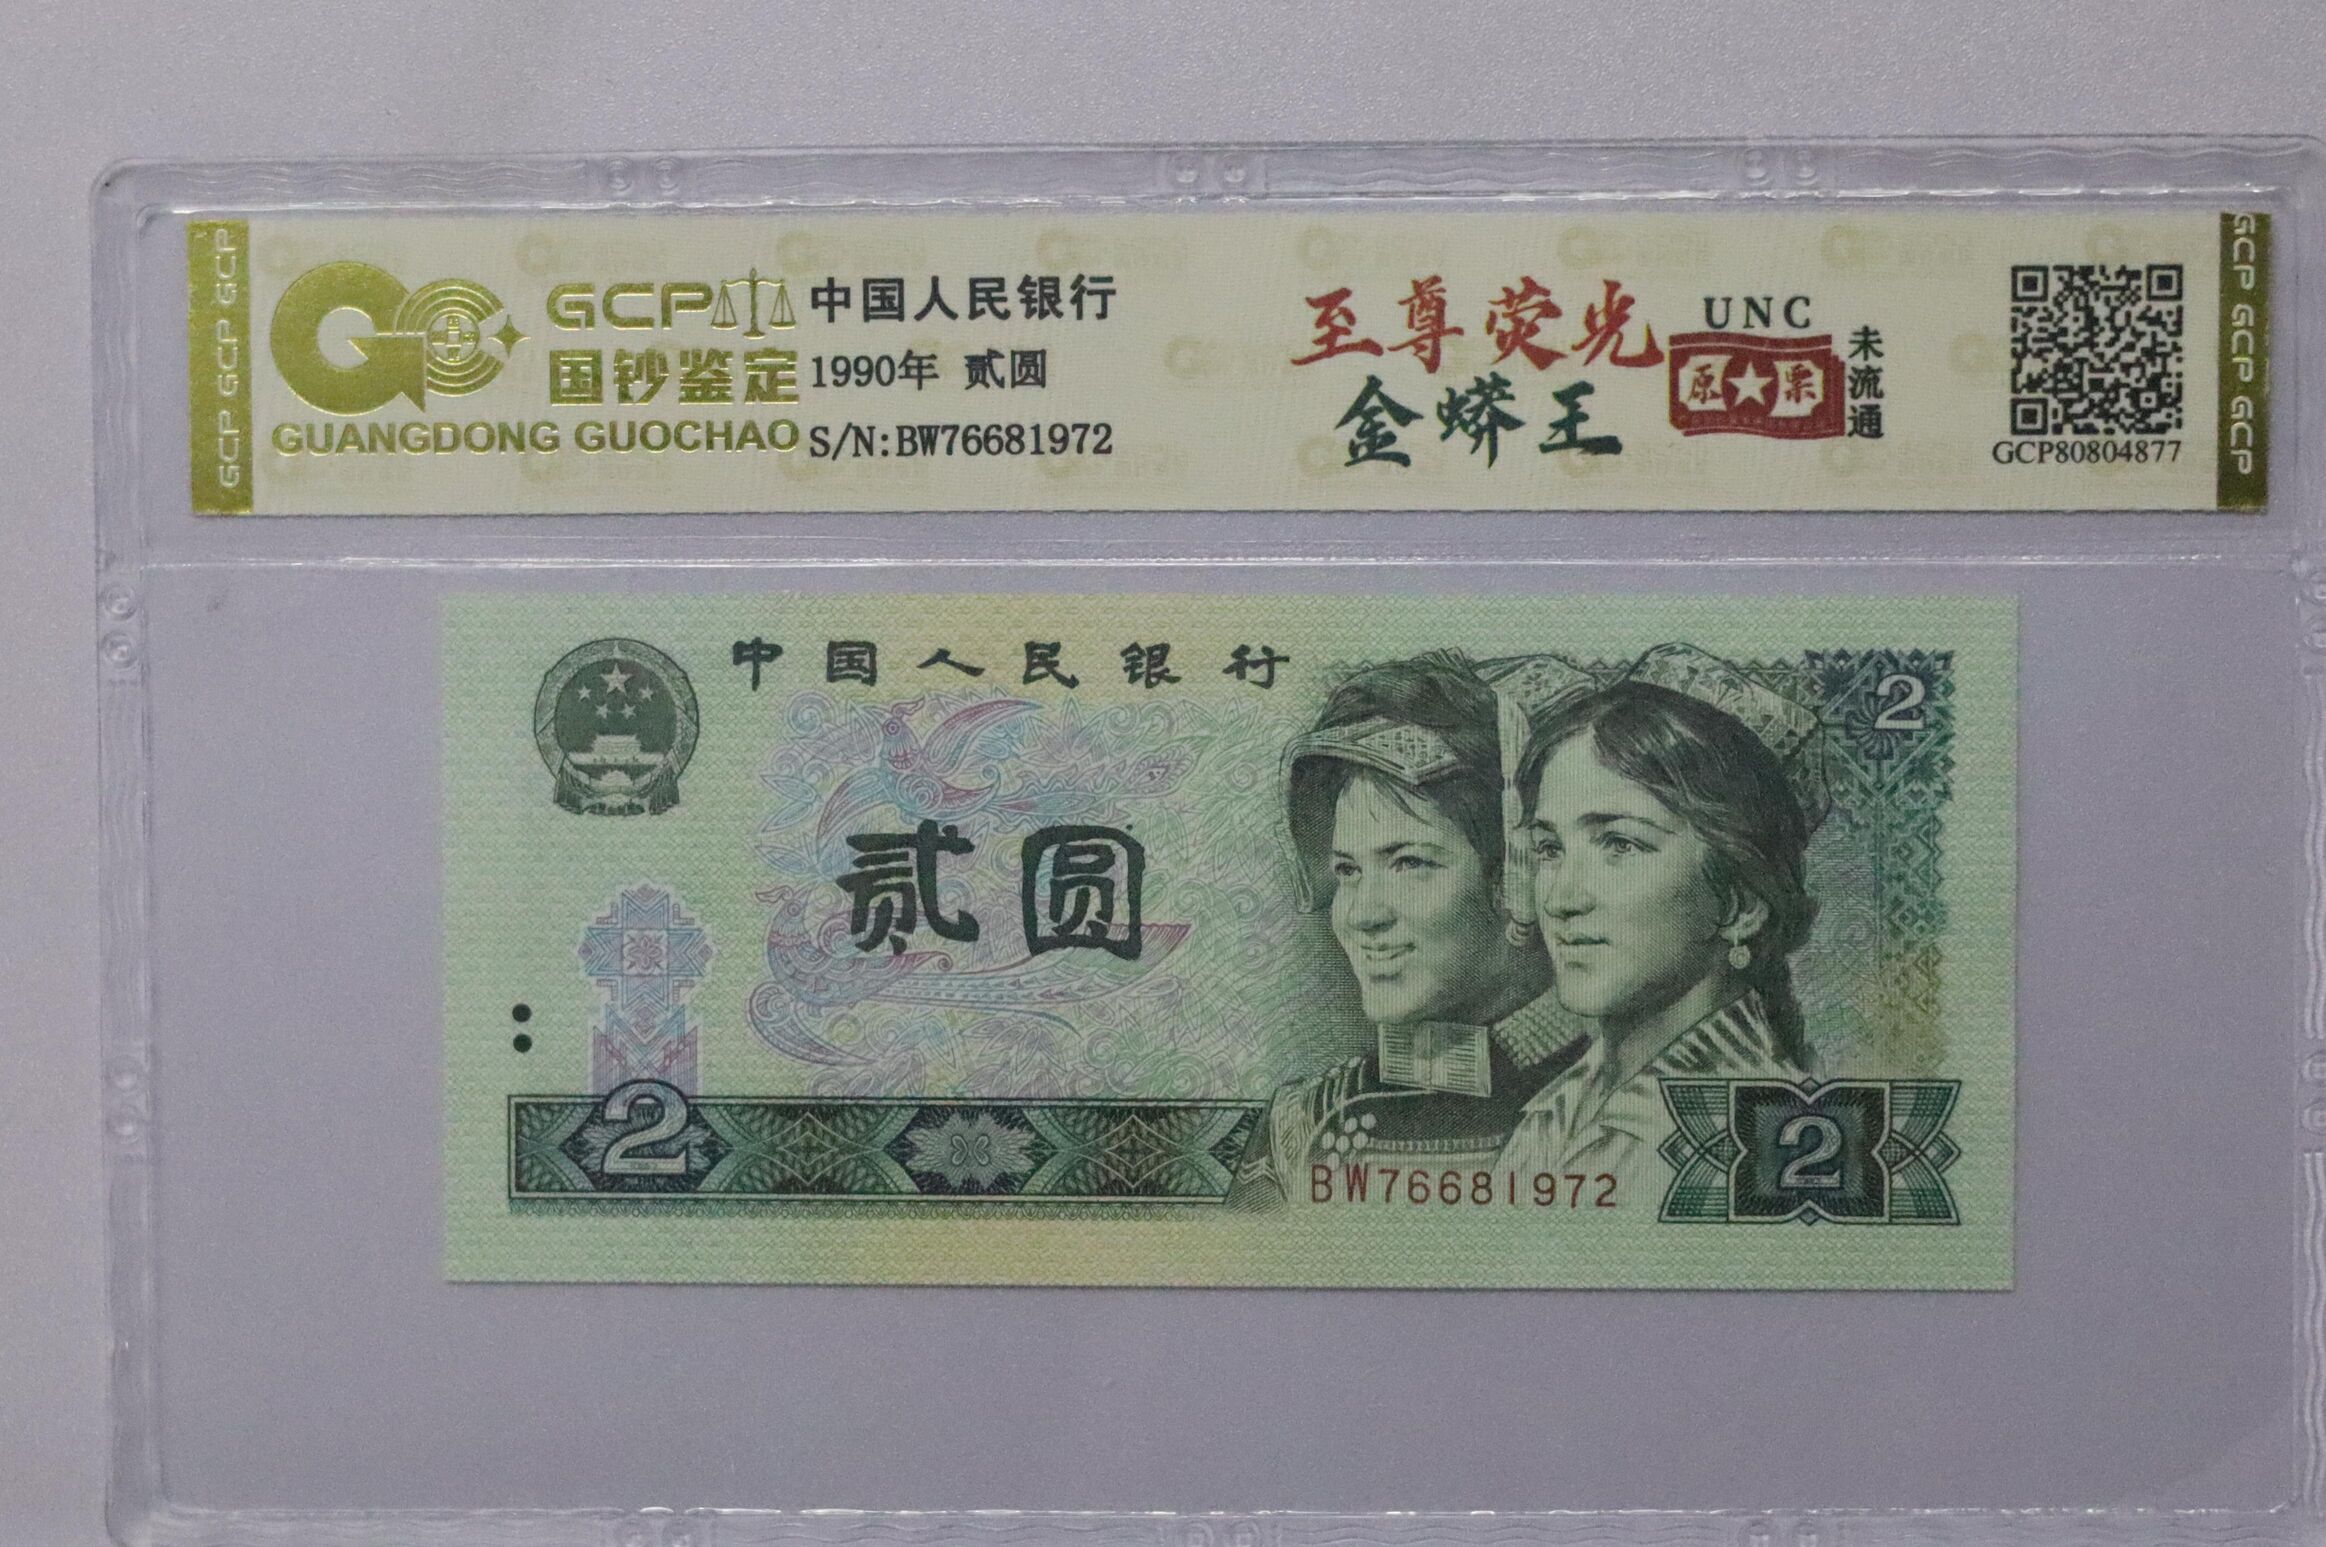 GCP 中国人民银行
国钞鉴定 1990年 贰圆
GUANGDONG GUOCHAO S/N:BW76681972
至尊荧光
金蟒王
UNC
原★票
未流通
GCP80804877
GCP GCP GCP
GCP GCP GCP
中国人民银行
2
贰圆
2
BW76681972
2